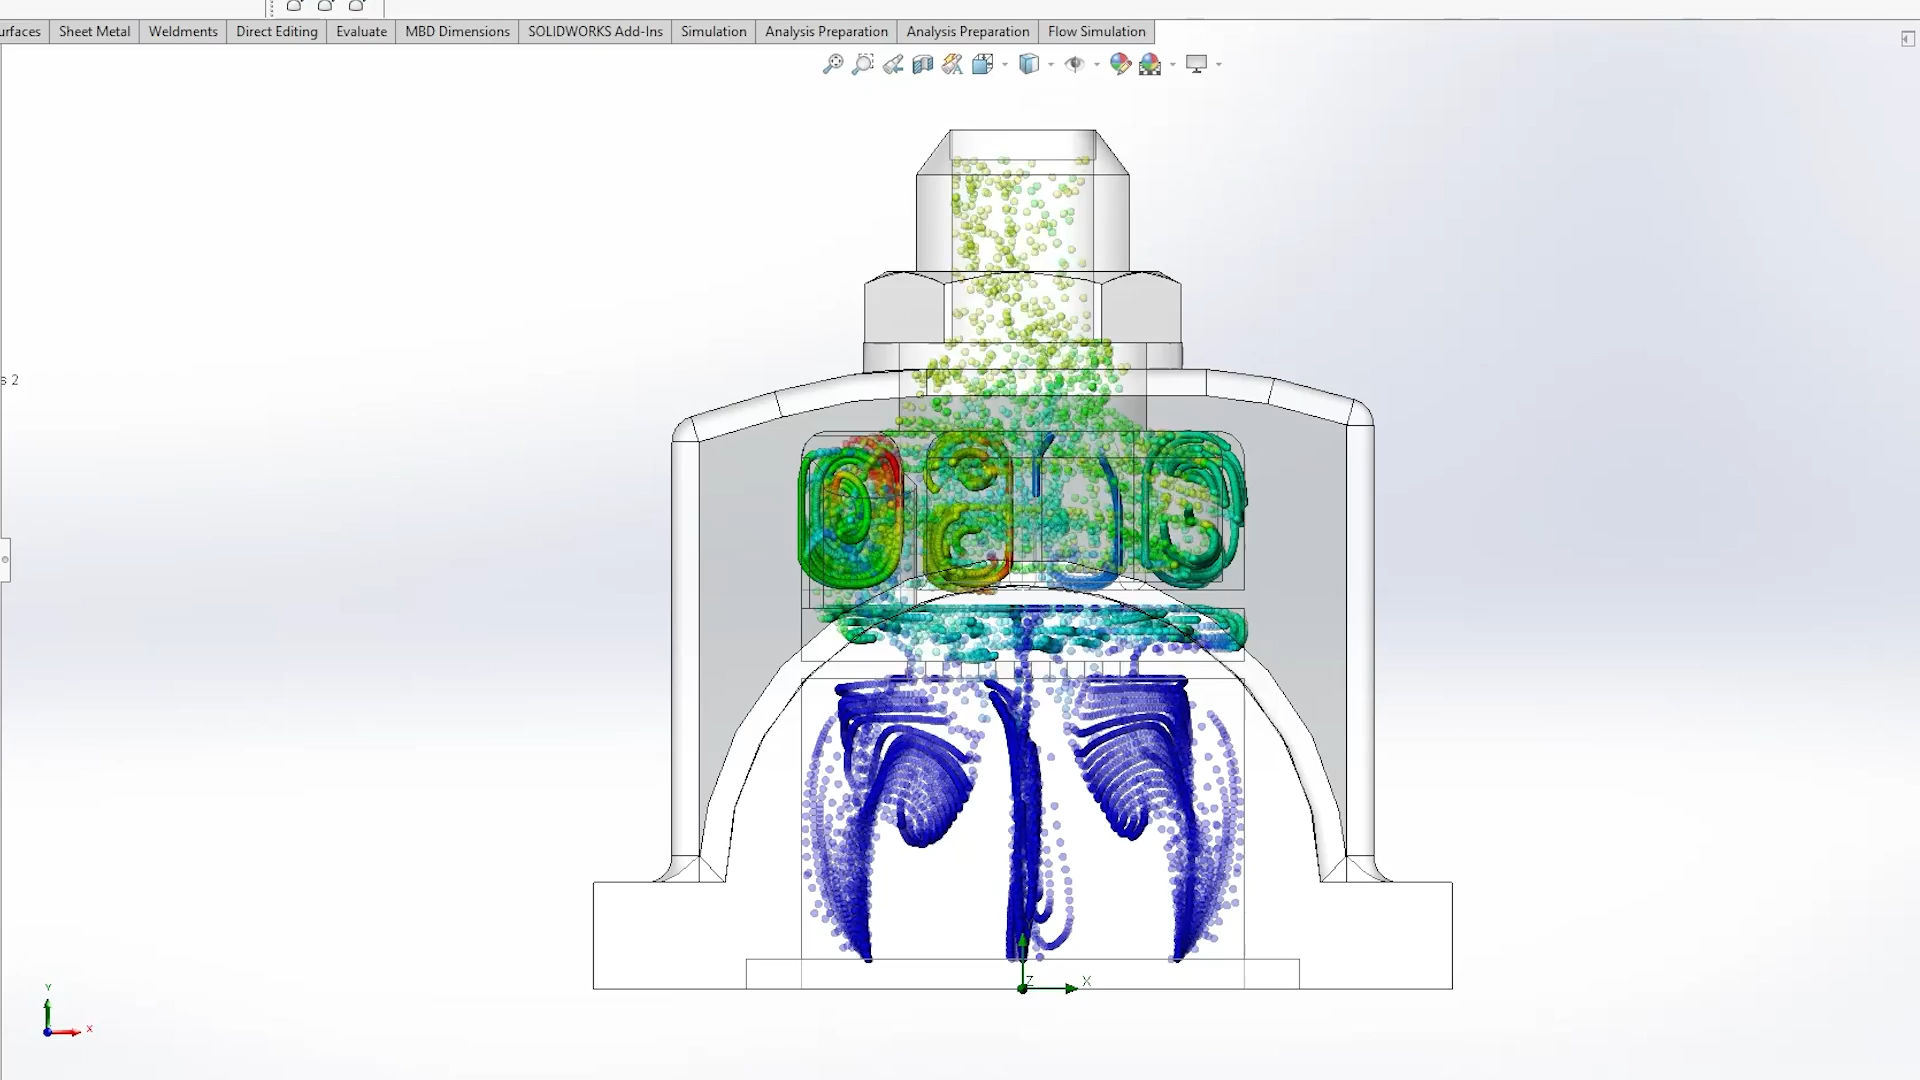 urfaces Sheet Metal Weldments Direct Editing Evaluate MBD Dimensions SOLIDWORKS Add-Ins Simulation Analysis Preparation Analysis Preparation Flow Simulation
s 2
Z X
Y
X